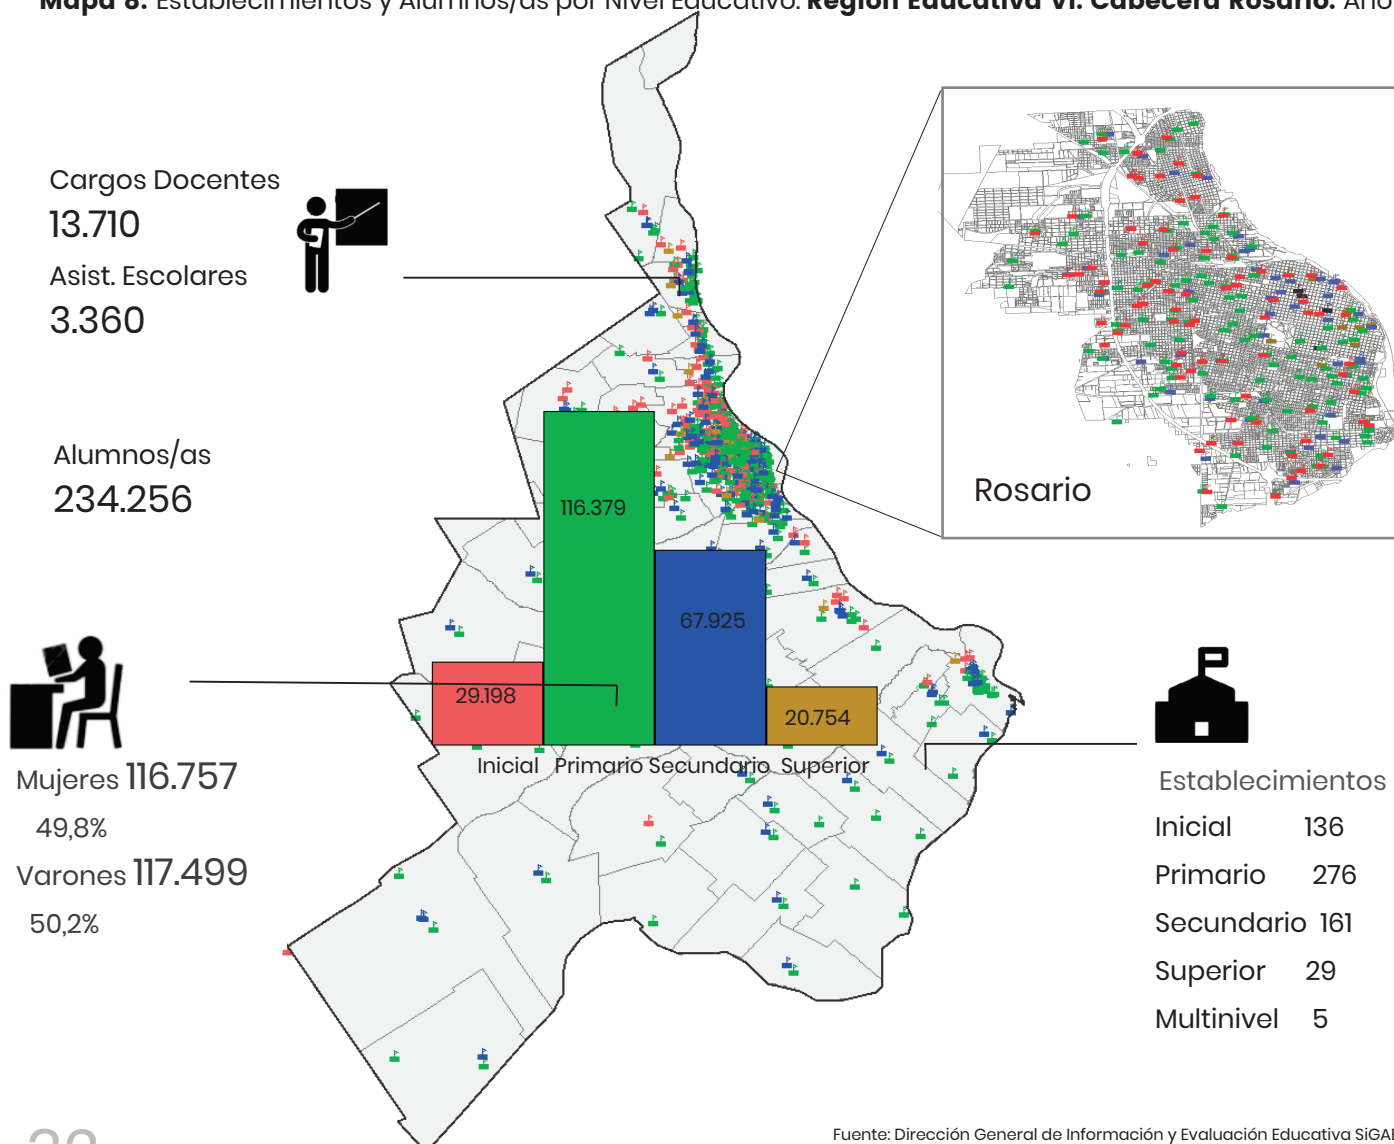 Mapa 8. Establecimientos y Alumnos/as por Nivel Educativo. Región Educativa VI. Cabecera Rosario. Año
Cargos Docentes
13.710
Asist. Escolares
3.360
Alumnos/as
234.256
Rosario
116.379
67.925
29.198
20.754
Inicial Primario Secundario Superior
Mujeres 116.757
49,8%
Varones 117.499
50,2%
Establecimientos
Inicial 136
Primario 276
Secundario 161
Superior 29
Multinivel 5
Fuente: Dirección General de Información y Evaluación Educativa